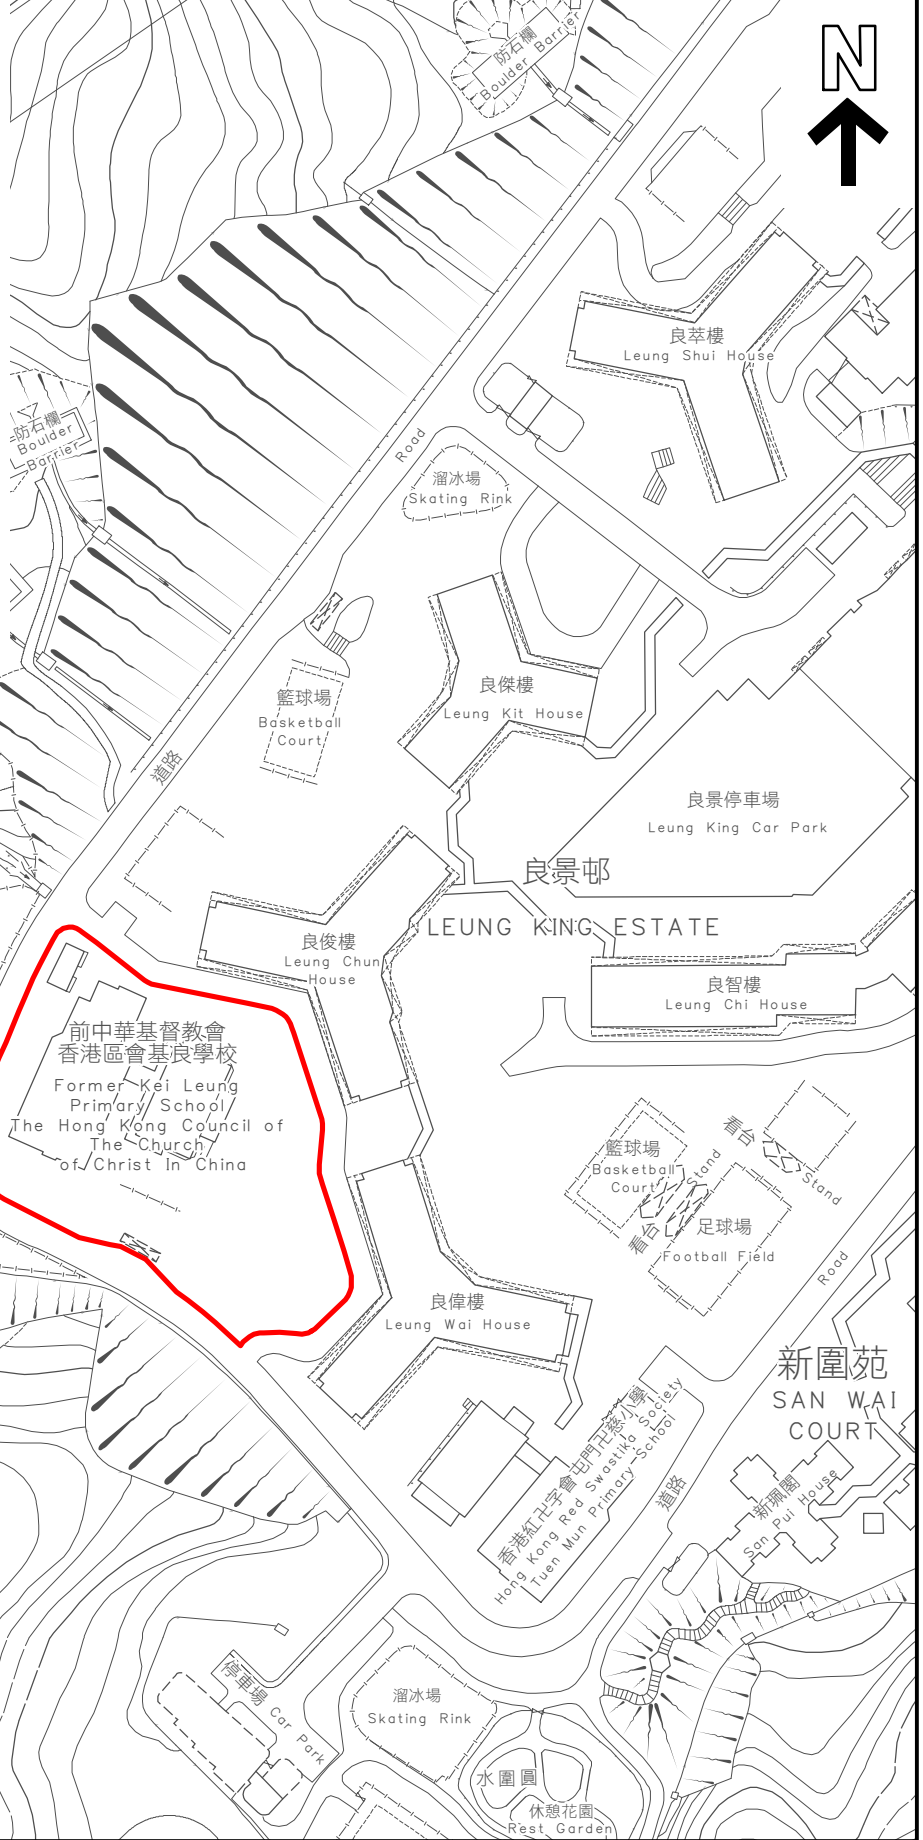 防石欄
Boulder Barrier
N
良萃樓
Leung Shui House
防石欄
Boulder
Barrier
Road
溜冰場
Skating Rink
籃球場
Basketball
Court
良傑樓
Leung Kit House
道路
良景停車場
Leung King Car Park
良景邨
LEUNG KING ESTATE
良俊樓
Leung Chun
House
良智樓
Leung Chi House
前中華基督教會
香港區會基良學校
Former Kei Leung
Primary School
The Hong Kong Council of
The Church
of Christ In China
籃球場
Basketball
Court
看台
Stand
看台
Stand
足球場
Football Field
Road
良偉樓
Leung Wai House
新圍苑
SAN WAI
COURT
香港紅卍字會屯門卍慈小學
Hong Kong Red Swastika Society
Tuen Mun Primary School
道路
新珮閣
San Pui House
停車場 Car Park
溜冰場
Skating Rink
水圍圓
休憩花園
Rest Garden